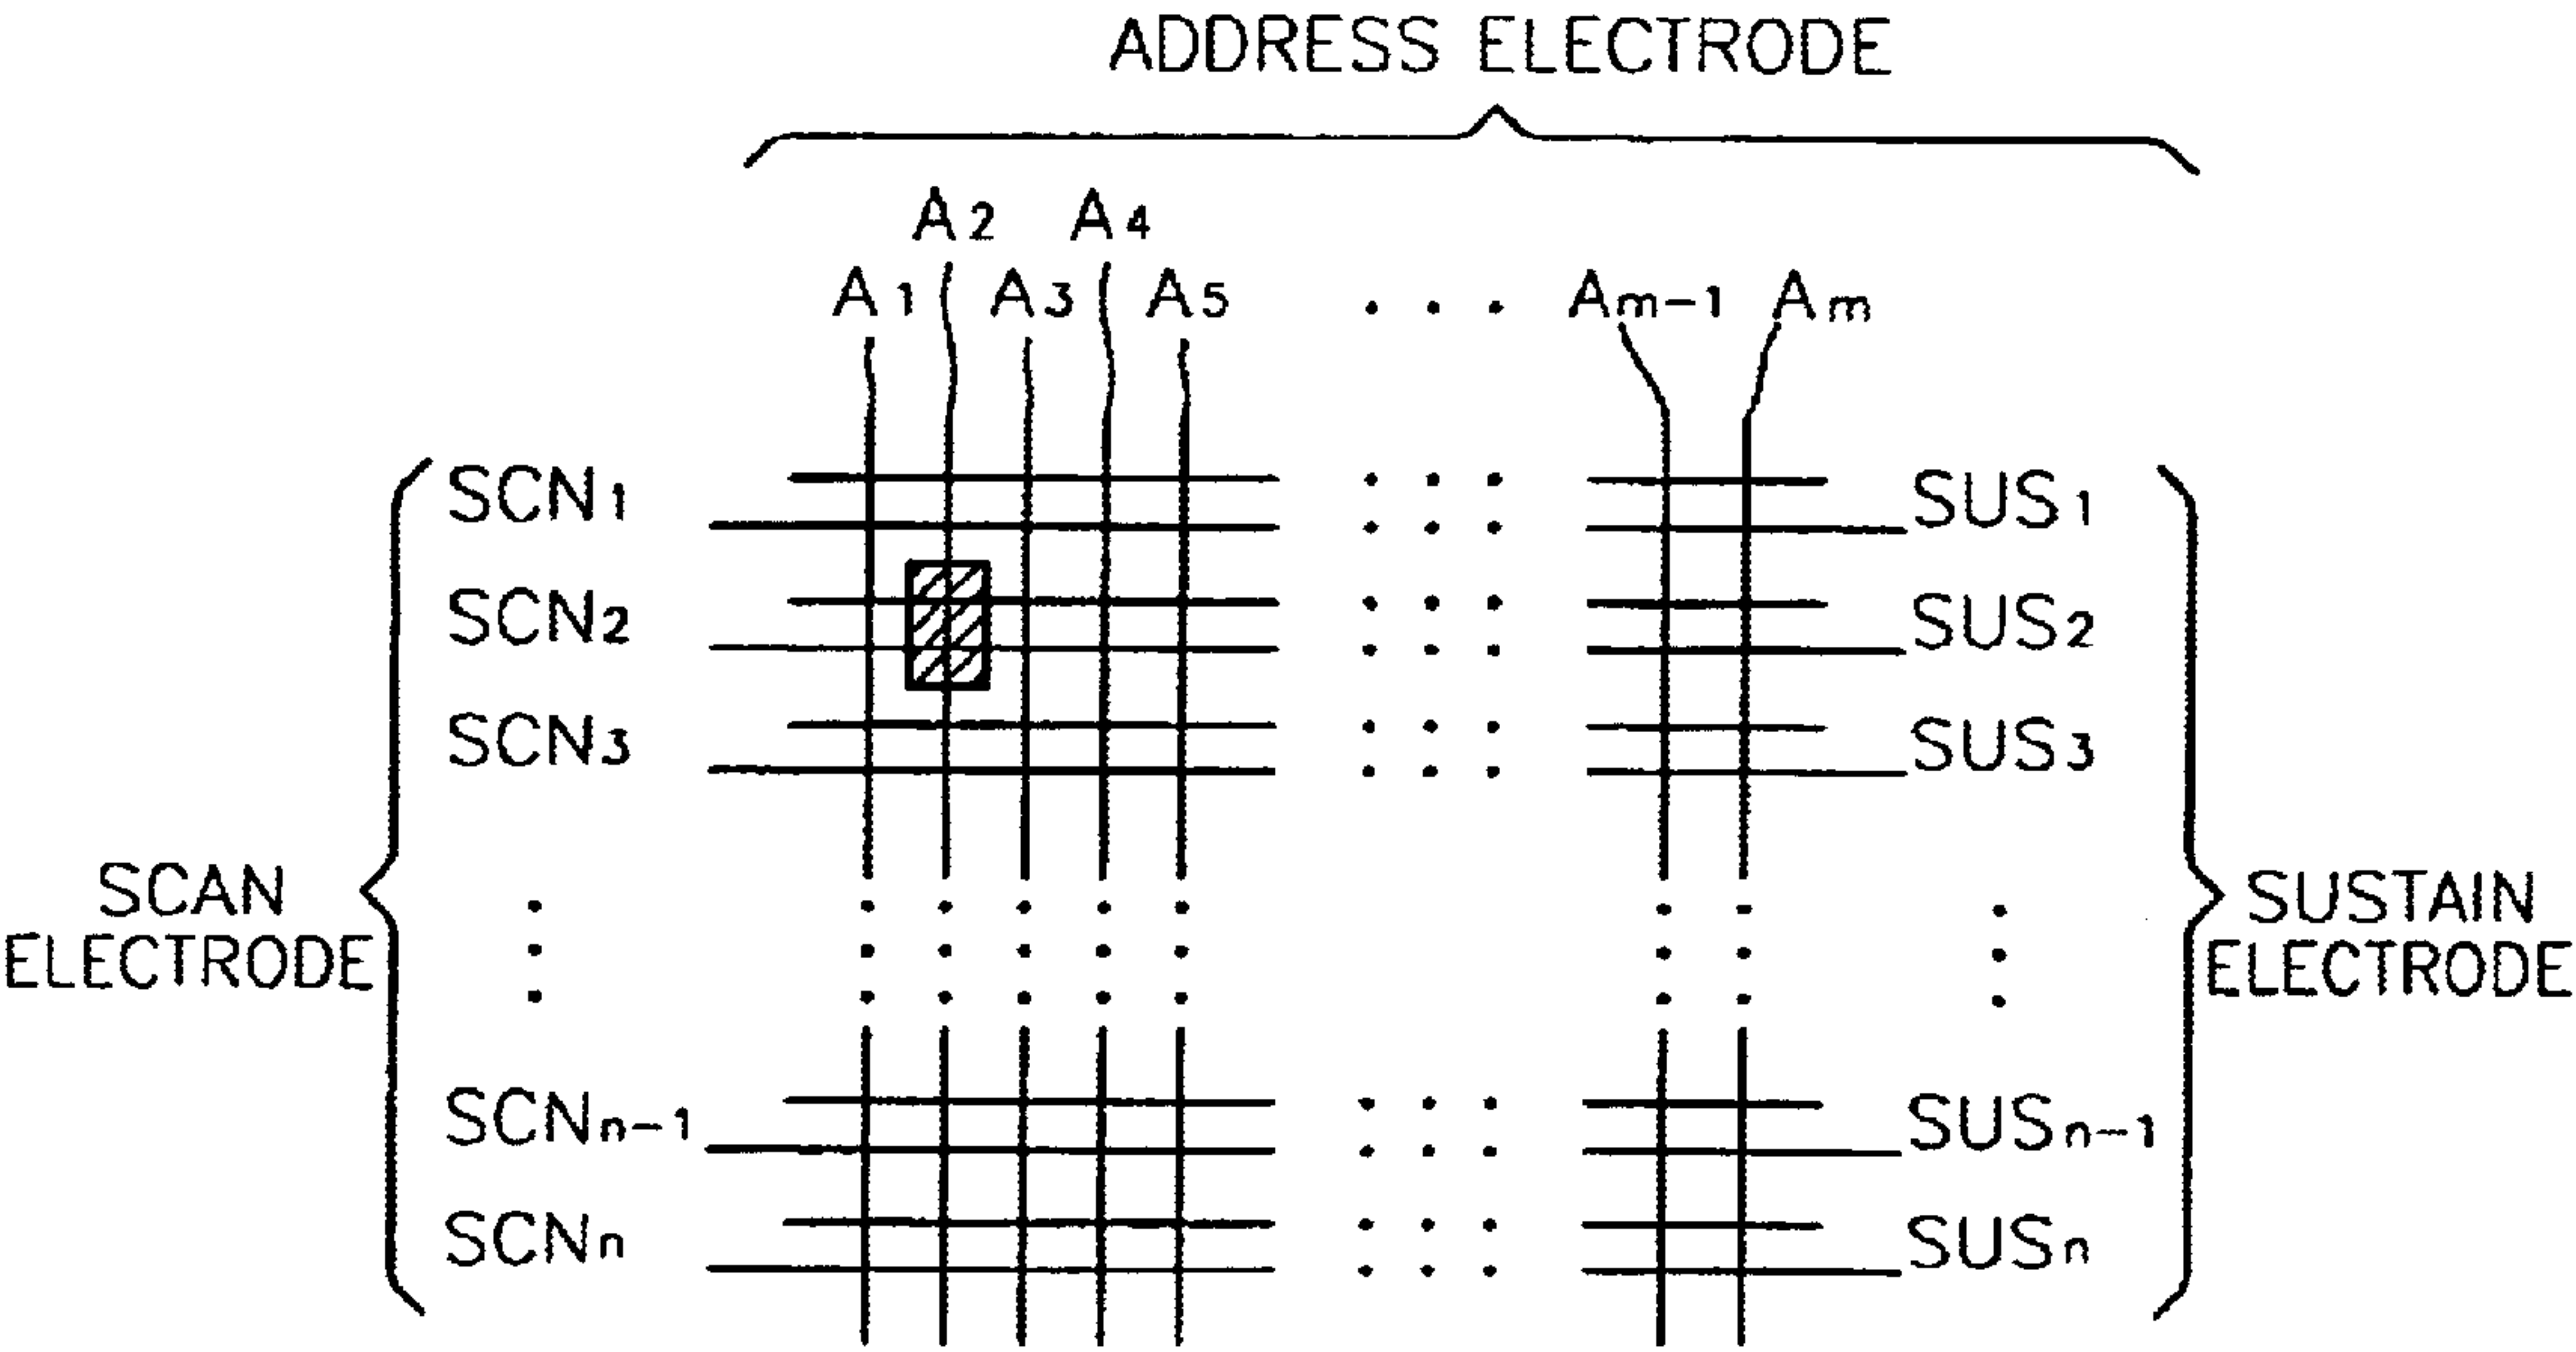 ADDRESS ELECTRODE
A2 A4
A1 A3 A5 . . . Am-1 Am
SCN1 SUS1
SCN2 SUS2
SCN3 SUS3
SCAN ELECTRODE
SUSTAIN ELECTRODE
SCNn-1 SUSn-1
SCNn SUSn